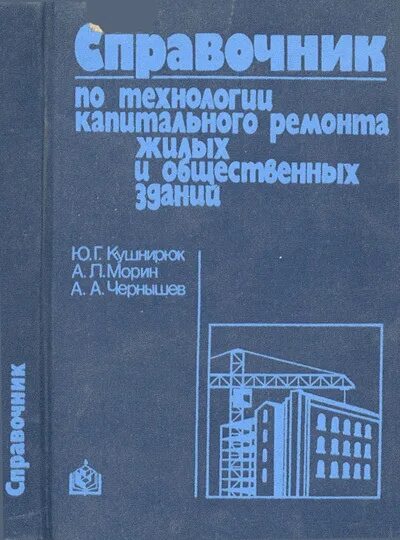 Справочник
по технологии
капитального ремонта
жилых
и общественных
зданий
Ю.Г. Кушнирюк
А.Л.Морин
А.А.Чернышев
Справочник